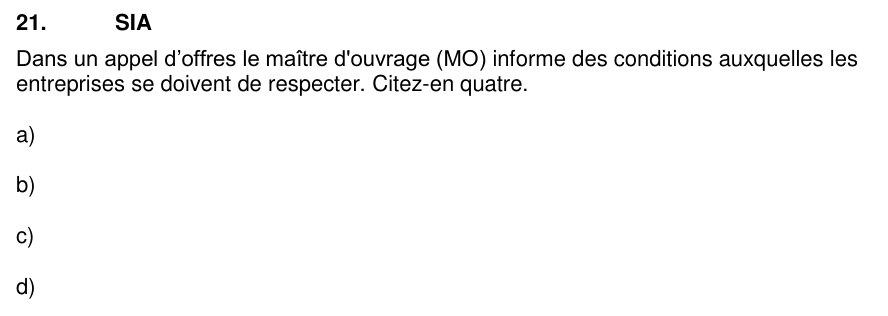 21. SIA
Dans un appel d’offres le maître d'ouvrage (MO) informe des conditions auxquelles les
entreprises se doivent de respecter. Citez-en quatre.
a)
b)
c)
d)